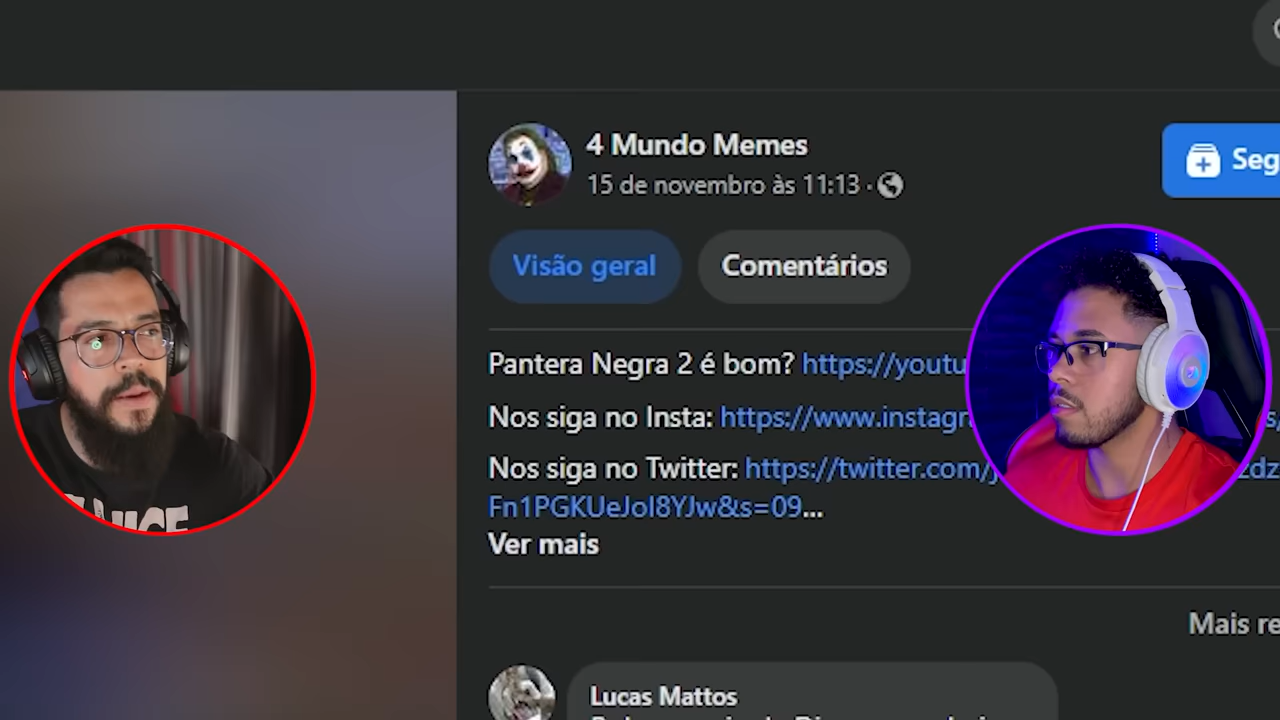 4 Mundo Memes
15 de novembro às 11:13 ·
Seg
Visão geral
Comentários
Pantera Negra 2 é bom? https://youtu
Nos siga no Insta: https://www.instagr
Nos siga no Twitter: https://twitter.com/
Fn1PGKUeJol8YJw&s=09...
Ver mais
Mais re
Lucas Mattos